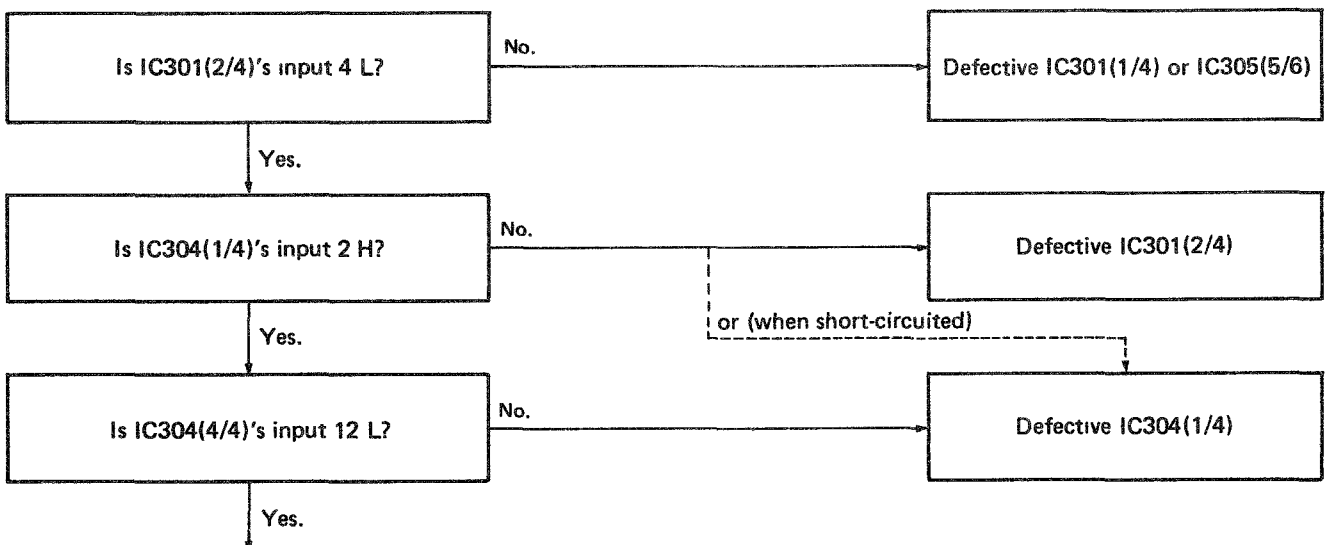 Is IC301(2/4)'s input 4 L?
No.
Defective IC301(1/4) or IC305(5/6)
Yes.
Is IC304(1/4)'s input 2 H?
No.
Defective IC301(2/4)
or (when short-circuited)
Yes.
Is IC304(4/4)'s input 12 L?
No.
Defective IC304(1/4)
Yes.